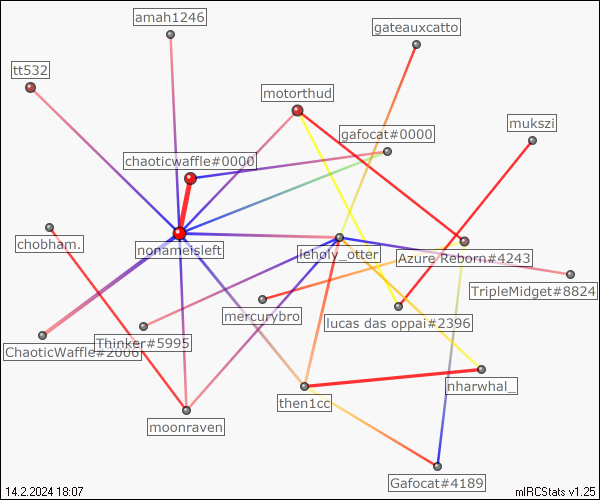 amah1246
gateauxcatto
tt532
motorthud
mukszi
gafocat#0000
chaoticwaffle#0000
chobham.
nonameisleft
leholy_otter
Azure Reborn#4243
TripleMidget#8824
mercurybro
lucas das oppai#2396
Thinker#5995
ChaoticWaffle#2006
nharwhal_
then1cc
moonraven
Gafocat#4189
14.2.2024 18:07
mIRCStats v1.25